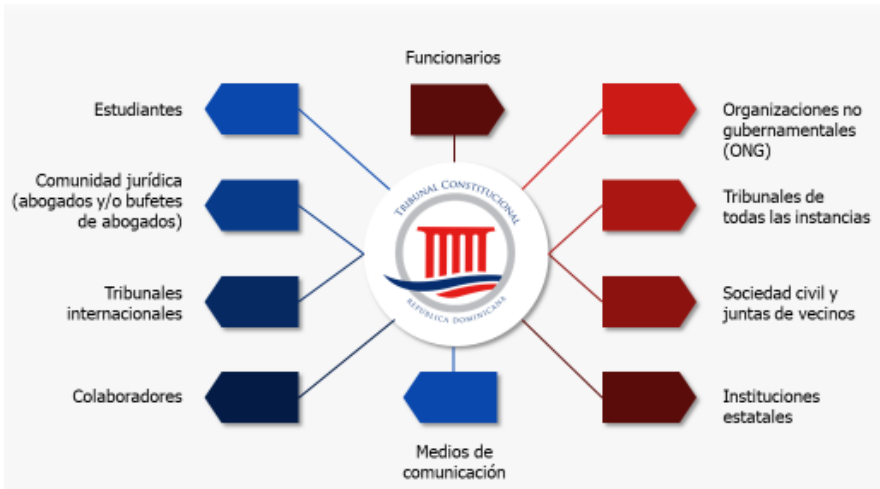 Funcionarios
Estudiantes
Organizaciones no
gubernamentales
(ONG)
Comunidad jurídica
(abogados y/o bufetes
de abogados)
Tribunales de
todas las instancias
TRIBUNAL CONSTITUCIONAL
REPÚBLICA DOMINICANA
Tribunales
internacionales
Sociedad civil y
juntas de vecinos
Colaboradores
Instituciones
estatales
Medios de
comunicación